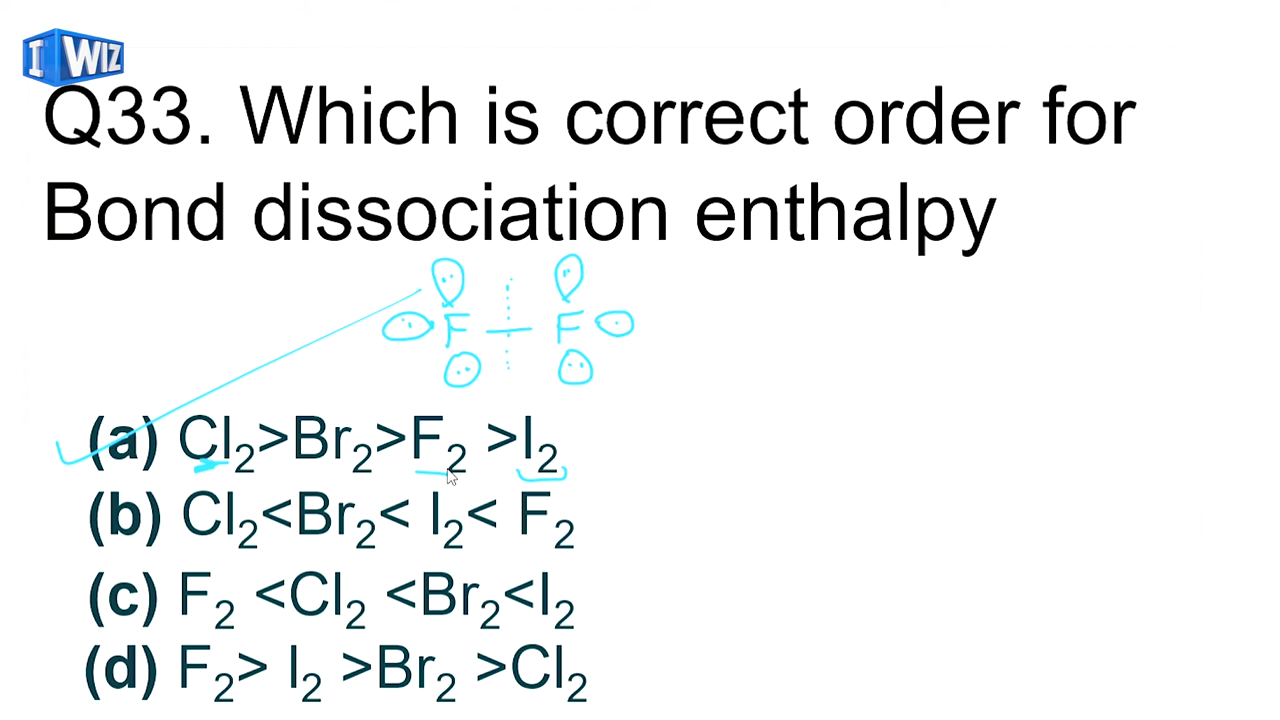 I WIZ
Q33. Which is correct order for
Bond dissociation enthalpy
F — F
(a) Cl₂>Br₂>F₂ >I₂
(b) Cl₂<Br₂< I₂< F₂
(c) F₂ <Cl₂ <Br₂<I₂
(d) F₂> I₂ >Br₂ >Cl₂